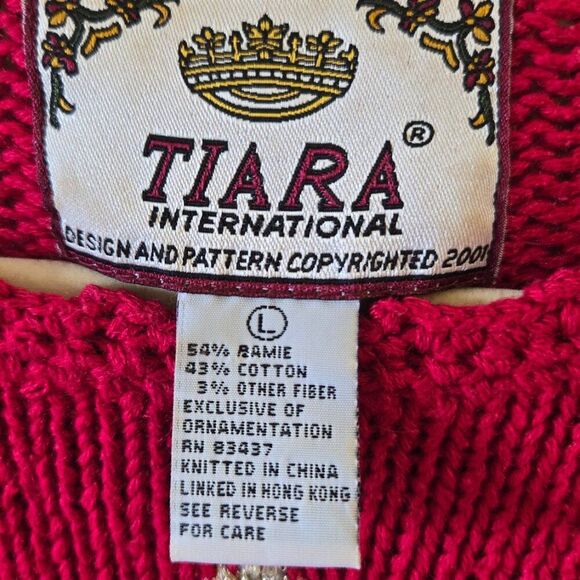 TIARA ®
INTERNATIONAL
DESIGN AND PATTERN COPYRIGHTED 2001
L
54% RAMIE
43% COTTON
3% OTHER FIBER
EXCLUSIVE OF
ORNAMENTATION
RN 83437
KNITTED IN CHINA
LINKED IN HONG KONG
SEE REVERSE
FOR CARE